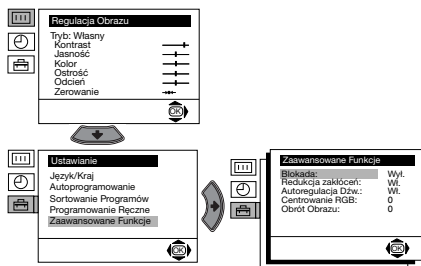 Regulacja Obrazu
Tryb: Własny
Kontrast
Jasność
Kolor
Ostrość
Odcień
Zerowanie
OK
Ustawianie
Język/Kraj
Autoprogramowanie
Sortowanie Programów
Programowanie Ręczne
Zaawansowane Funkcje
OK
Zaawansowane Funkcje
Blokada: Wył.
Redukcja zakłóceń: Wł.
Autoregulacja Dźw.: Wł.
Centrowanie RGB: 0
Obrót Obrazu: 0
OK